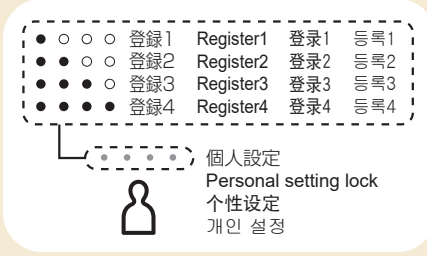 ● ○ ○ ○ 登録1 Register1 登录1 등록1
● ● ○ ○ 登録2 Register2 登录2 등록2
● ● ● ○ 登録3 Register3 登录3 등록3
● ● ● ● 登録4 Register4 登录4 등록4
個人設定
Personal setting lock
个性设定
개인 설정